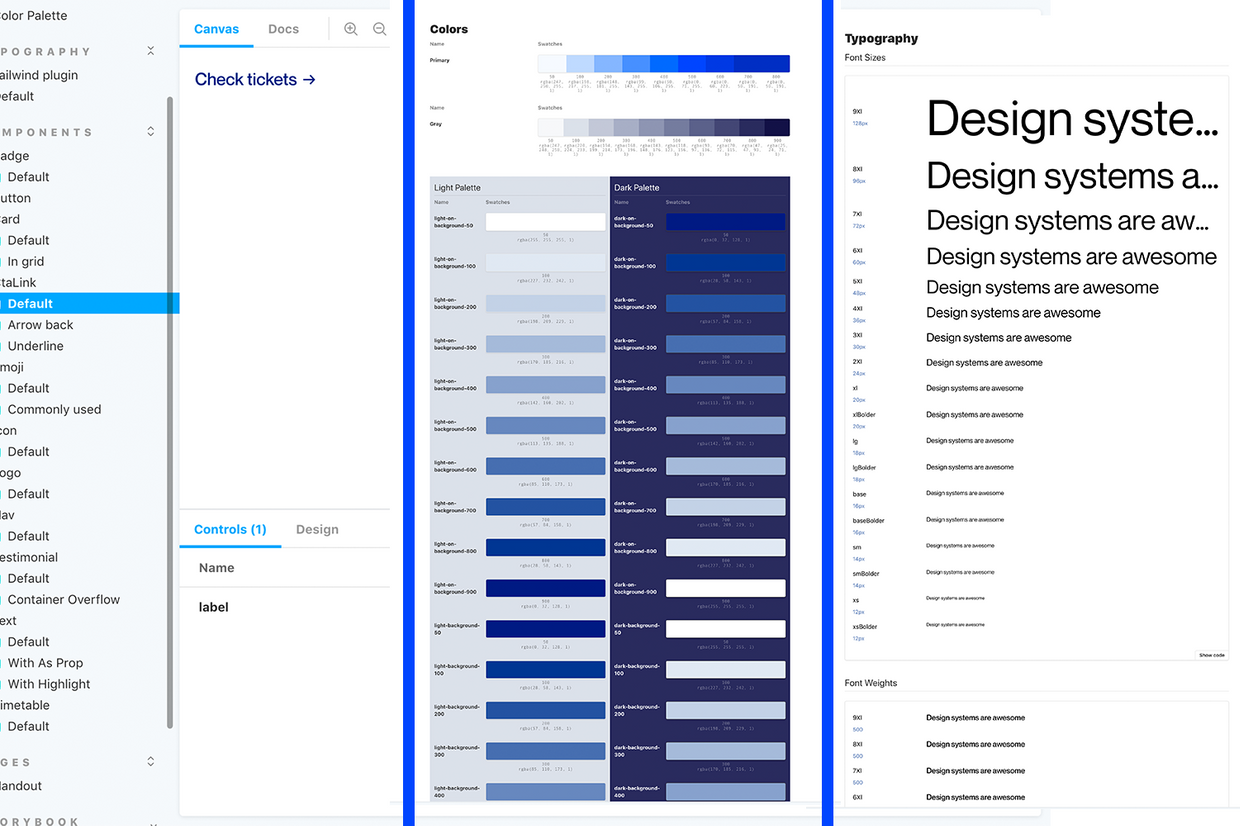 olor Palette
POGRAPHY
ailwind plugin
Default
MPONENTS
adge
Default
utton
ard
Default
In grid
taLink
Default
Arrow back
Underline
moji
Default
Commonly used
con
Default
ogo
Default
Nav
Default
estimonial
Default
Container Overflow
ext
Default
With As Prop
With Highlight
imetable
Default
GES
andout
ORYBOOK
Canvas
Docs
Check tickets →
Controls (1)
Design
Name
label
Colors
Name
Swatches
Primary
Name
Swatches
Gray
Light Palette
Name
Swatches
light-on-
background-50
light-on-
background-100
light-on-
background-200
light-on-
background-300
light-on-
background-400
light-on-
background-500
light-on-
background-600
light-on-
background-700
light-on-
background-800
light-on-
background-900
light-background-
50
light-background-
100
light-background-
200
light-background-
300
light-background-
400
Dark Palette
Name
Swatches
dark-on-
background-50
dark-on-
background-100
dark-on-
background-200
dark-on-
background-300
dark-on-
background-400
dark-on-
background-500
dark-on-
background-600
dark-on-
background-700
dark-on-
background-800
dark-on-
background-900
dark-background-
50
dark-background-
100
dark-background-
200
dark-background-
300
dark-background-
400
Typography
Font Sizes
9Xl
128px
Design syste...
8Xl
96px
Design systems a...
7Xl
72px
Design systems are aw...
6Xl
60px
Design systems are awesome
5Xl
48px
Design systems are awesome
4Xl
36px
Design systems are awesome
3Xl
30px
Design systems are awesome
2Xl
24px
Design systems are awesome
xl
20px
Design systems are awesome
xlBolder
20px
Design systems are awesome
lg
18px
Design systems are awesome
lgBolder
18px
Design systems are awesome
base
16px
Design systems are awesome
baseBolder
16px
Design systems are awesome
sm
14px
Design systems are awesome
smBolder
14px
Design systems are awesome
xs
12px
Design systems are awesome
xsBolder
12px
Design systems are awesome
Show code
Font Weights
9Xl
500
Design systems are awesome
8Xl
500
Design systems are awesome
7Xl
500
Design systems are awesome
6Xl
Design systems are awesome